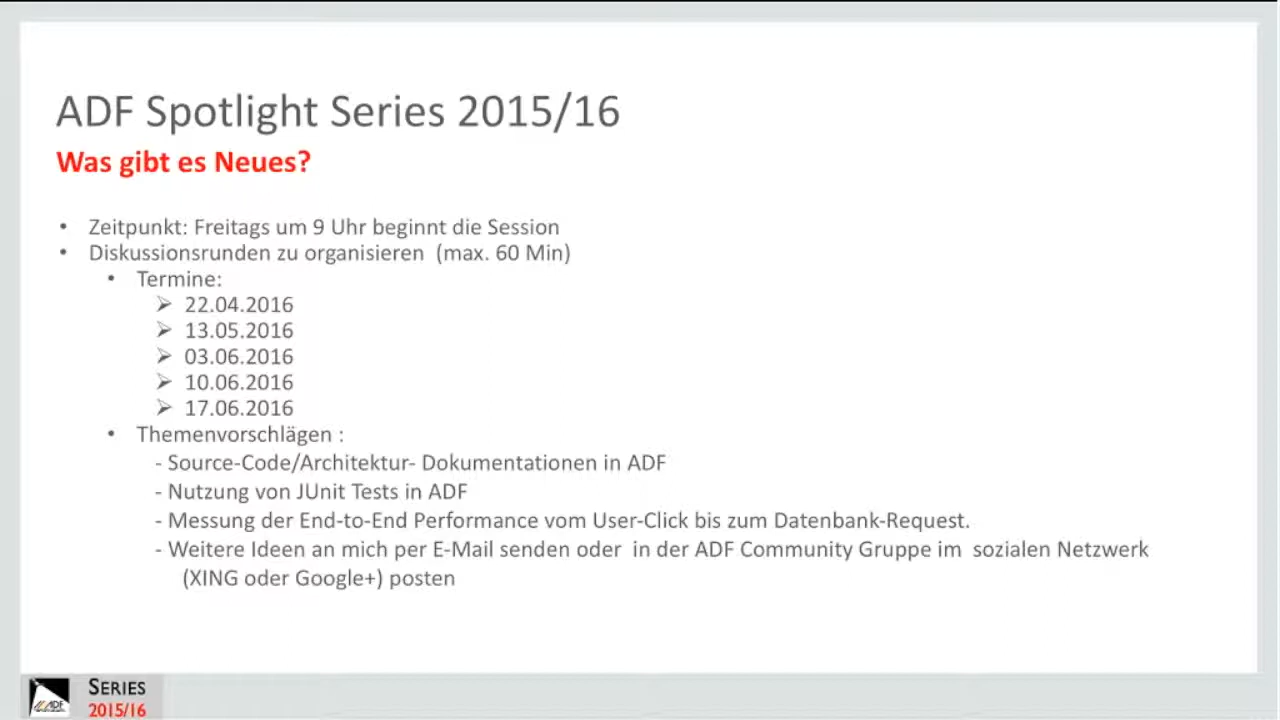 ADF Spotlight Series 2015/16
Was gibt es Neues?
• Zeitpunkt: Freitags um 9 Uhr beginnt die Session
• Diskussionsrunden zu organisieren (max. 60 Min)
• Termine:
➢ 22.04.2016
➢ 13.05.2016
➢ 03.06.2016
➢ 10.06.2016
➢ 17.06.2016
• Themenvorschlägen :
- Source-Code/Architektur- Dokumentationen in ADF
- Nutzung von JUnit Tests in ADF
- Messung der End-to-End Performance vom User-Click bis zum Datenbank-Request.
- Weitere Ideen an mich per E-Mail senden oder in der ADF Community Gruppe im sozialen Netzwerk
(XING oder Google+) posten
SERIES
ADF
2015/16